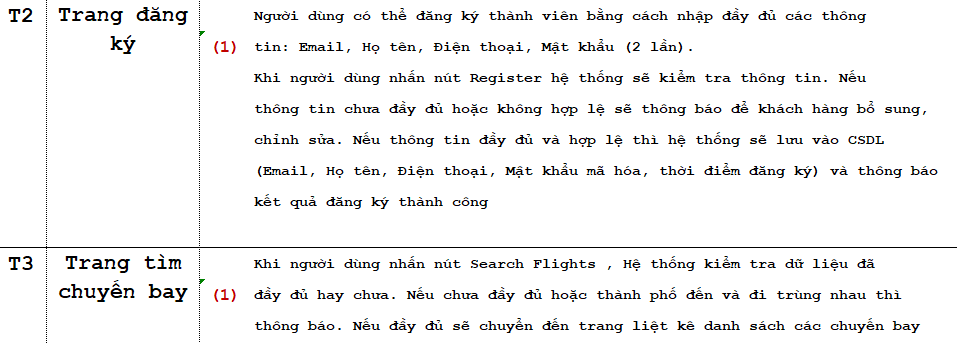 T2
Trang đăng
ký
(1)
Người dùng có thể đăng ký thành viên bằng cách nhập đầy đủ các thông
tin: Email, Họ tên, Điện thoại, Mật khẩu (2 lần).
Khi người dùng nhấn nút Register hệ thống sẽ kiểm tra thông tin. Nếu
thông tin chưa đầy đủ hoặc không hợp lệ sẽ thông báo để khách hàng bổ sung,
chỉnh sửa. Nếu thông tin đầy đủ và hợp lệ thì hệ thống sẽ lưu vào CSDL
(Email, Họ tên, Điện thoại, Mật khẩu mã hóa, thời điểm đăng ký) và thông báo
kết quả đăng ký thành công
T3
Trang tìm
chuyến bay
(1)
Khi người dùng nhấn nút Search Flights , Hệ thống kiểm tra dữ liệu đã
đầy đủ hay chưa. Nếu chưa đầy đủ hoặc thành phố đến và đi trùng nhau thì
thông báo. Nếu đầy đủ sẽ chuyển đến trang liệt kê danh sách các chuyến bay